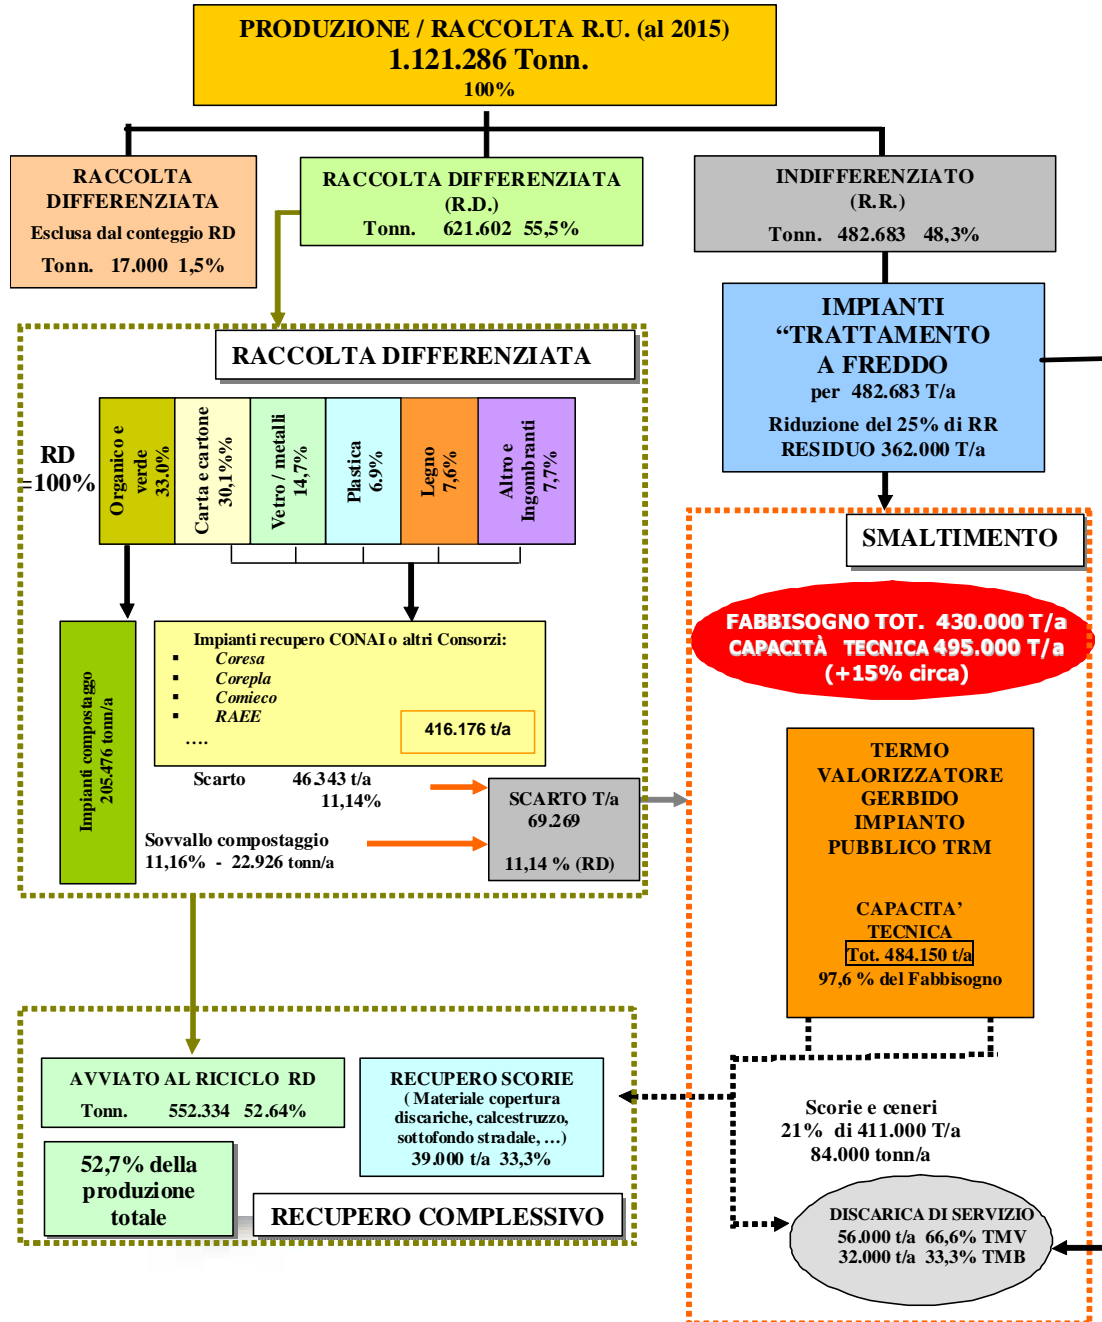 PRODUZIONE / RACCOLTA R.U. (al 2015)
1.121.286 Tonn.
100%
RACCOLTA
DIFFERENZIATA
Esclusa dal conteggio RD
Tonn. 17.000 1,5%
RACCOLTA DIFFERENZIATA
(R.D.)
Tonn. 621.602 55,5%
INDIFFERENZIATO
(R.R.)
Tonn. 482.683 48,3%
IMPIANTI
“TRATTAMENTO
A FREDDO
per 482.683 T/a
Riduzione del 25% di RR
RESIDUO 362.000 T/a
RACCOLTA DIFFERENZIATA
RD
=100%
Organico e
verde
33.0%
Carta e cartone
30,1%%
Vetro / metalli
14,7%
Plastica
6.9%
Legno
7,6%
Altro e
Ingombranti
7,7%
Impianti compostaggio
205.476 tonn/a
Impianti recupero CONAI o altri Consorzi:
▪ Coresa
▪ Corepla
▪ Comieco
▪ RAEE
….
416.176 t/a
Scarto 46.343 t/a
11,14%
Sovvallo compostaggio
11,16% - 22.926 tonn/a
SCARTO T/a
69.269
11,14 % (RD)
SMALTIMENTO
FABBISOGNO TOT. 430.000 T/a
CAPACITÀ TECNICA 495.000 T/a
(+15% circa)
TERMO
VALORIZZATORE
GERBIDO
IMPIANTO
PUBBLICO TRM
CAPACITA’
TECNICA
Tot. 484.150 t/a
97,6 % del Fabbisogno
AVVIATO AL RICICLO RD
Tonn. 552.334 52.64%
52,7% della
produzione
totale
RECUPERO SCORIE
( Materiale copertura
discariche, calcestruzzo,
sottofondo stradale, …)
39.000 t/a 33,3%
RECUPERO COMPLESSIVO
Scorie e ceneri
21% di 411.000 T/a
84.000 tonn/a
DISCARICA DI SERVIZIO
56.000 t/a 66,6% TMV
32.000 t/a 33,3% TMB